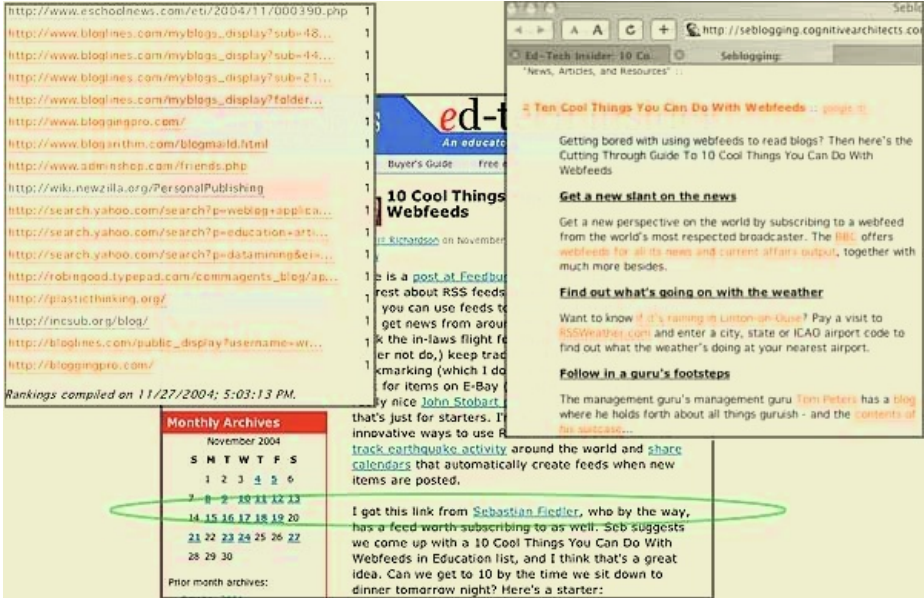 http://www.eschoolnews.com/eti/2004/11/000390.php 1
http://www.bloglines.com/myblogs_display?sub=48... 1
http://www.bloglines.com/myblogs_display?sub=44... 1
http://www.bloglines.com/myblogs_display?sub=21... 1
http://www.bloglines.com/myblogs_display?folder... 1
http://www.bloggingpro.com/ 1
http://www.blogarithm.com/blogmaild.html 1
http://www.adminshop.com/friends.php 1
http://wiki.newzilla.org/PersonalPublishing 1
http://search.yahoo.com/search?p=weblog+applica... 1
http://search.yahoo.com/search?p=education+arti... 1
http://search.yahoo.com/search?p=datamining&ei=... 1
http://robingood.typepad.com/commagents_blog/ap... 1
http://plasticthinking.org/ 1
http://incsub.org/blog/ 1
http://bloglines.com/public_display?username=wr... 1
http://bloggingpro.com/ 1
Rankings compiled on 11/27/2004; 5:03:13 PM.
Seblo
A A C + http://seblogging.cognitivearchitects.com
Ed-Tech Insider: 10 Co... Seblogging:
"News, Articles, and Resources" ::
Ten Cool Things You Can Do With Webfeeds ::
Getting bored with using webfeeds to read blogs? Then here's the
Cutting Through Guide To 10 Cool Things You Can Do With
Webfeeds
Get a new slant on the news
Get a new perspective on the world by subscribing to a webfeed
from the world's most respected broadcaster. The BBC offers
webfeeds for all its news and current affairs output, together with
much more besides.
Find out what's going on with the weather
Want to know if it's raining in Linton-on-Ouse? Pay a visit to
RSSWeather.com and enter a city, state or ICAO airport code to
find out what the weather's doing at your nearest airport.
Follow in a guru's footsteps
The management guru's management guru Tom Peters has a blog
where he holds forth about all things guruish - and the contents of
his suitcase...
ed-t
An educato
Buyer's Guide Free
10 Cool Things
Webfeeds
Richardson on November
e is a post at Feedbu
rest about RSS feeds
you can use feeds to
get news from aroun
k the in-laws flight
er not do,) keep trac
kmarking (which I do
for items on E-Bay (
ly nice John Stobart
that's just for starters. I'
innovative ways to use R
track earthquake activity around the world and share
calendars that automatically create feeds when new
items are posted.
I got this link from Sebastian Fiedler, who by the way,
has a feed worth subscribing to as well. Seb suggests
we come up with a 10 Cool Things You Can Do With
Webfeeds in Education list, and I think that's a great
idea. Can we get to 10 by the time we sit down to
dinner tomorrow night? Here's a starter:
Monthly Archives
November 2004
S M T W T F S
1 2 3 4 5 6
7 8 9 10 11 12 13
14 15 16 17 18 19 20
21 22 23 24 25 26 27
28 29 30
Prior month archives: